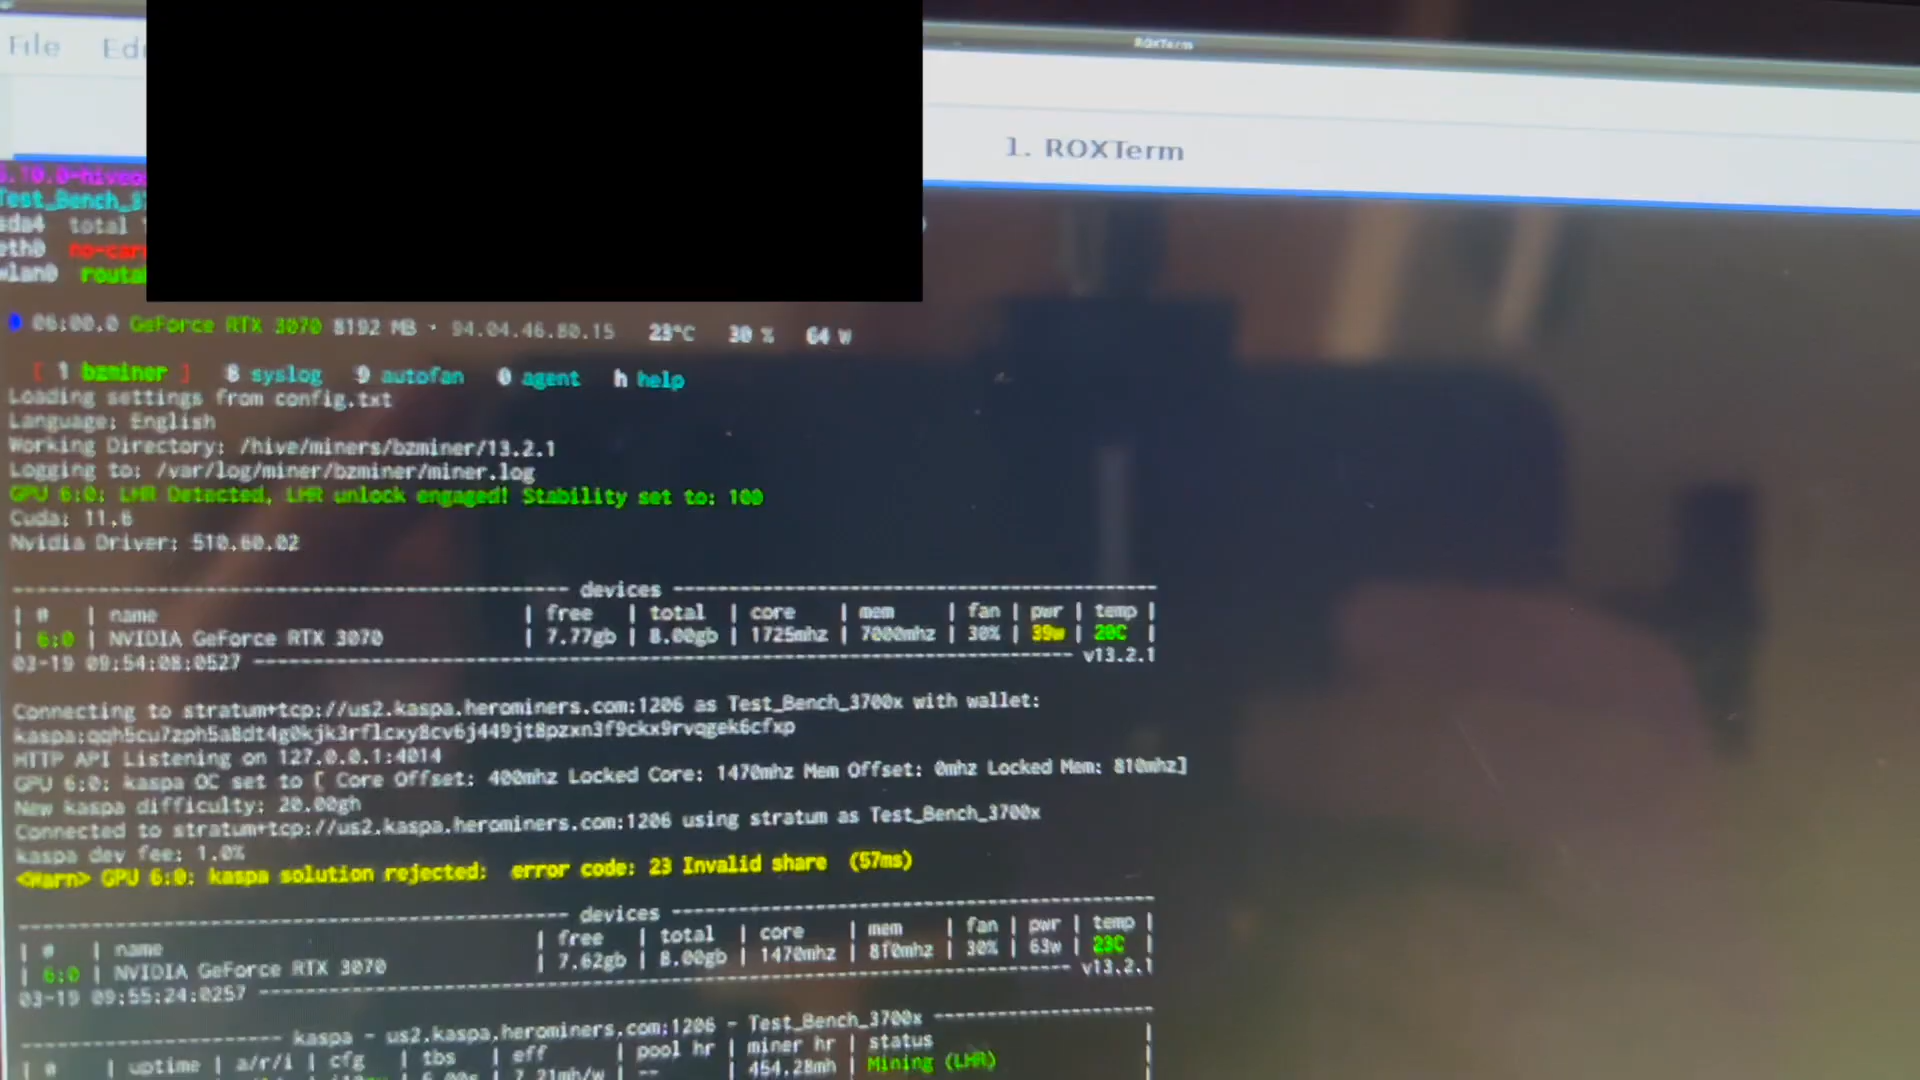 ROXTerm
File
1. ROXTerm
Test_Bench_
sda4 total
eth0
wlan0
06:00.0 GeForce RTX 3070 8192 MB · 94.04.46.80.15 23°C 30 % 64 W
[ 1 bzminer ] 8 syslog 9 autofan 0 agent h help
Loading settings from config.txt
Language: English
Working Directory: /hive/miners/bzminer/13.2.1
Logging to: /var/log/miner/bzminer/miner.log
GPU 6:0: LHR Detected, LHR unlock engaged! Stability set to: 100
Cuda: 11.6
Nvidia Driver: 510.60.02
devices
| # | name | free | total | core | mem | fan | pwr | temp |
| 6:0 | NVIDIA GeForce RTX 3070 | 7.77gb | 8.00gb | 1725mhz | 7000mhz | 30% | 39w | 20C |
03-19 09:54:08:0527 v13.2.1
Connecting to stratum+tcp://us2.kaspa.herominers.com:1206 as Test_Bench_3700x with wallet:
HTTP API Listening on 127.0.0.1:4014
GPU 6:0: kaspa OC set to [ Core Offset: 400mhz Locked Core: 1470mhz Mem Offset: 0mhz Locked Mem: 810mhz]
New kaspa difficulty: 20.00gh
Connected to stratum+tcp://us2.kaspa.herominers.com:1206 using stratum as Test_Bench_3700x
kaspa dev fee: 1.0%
<Warn> GPU 6:0: kaspa solution rejected: error code: 23 Invalid share (57ms)
devices
| # | name | free | total | core | mem | fan | pwr | temp |
| 6:0 | NVIDIA GeForce RTX 3070 | 7.62gb | 8.00gb | 1470mhz | 810mhz | 30% | 63w | 23C |
03-19 09:55:24:0257 v13.2.1
kaspa - us2.kaspa.herominers.com:1206 - Test_Bench_3700x
| # | uptime | a/r/i | cfg | tbs | eff | pool hr | miner hr | status |
7.21mh/w | -- | 454.28mh | Mining (LHR)